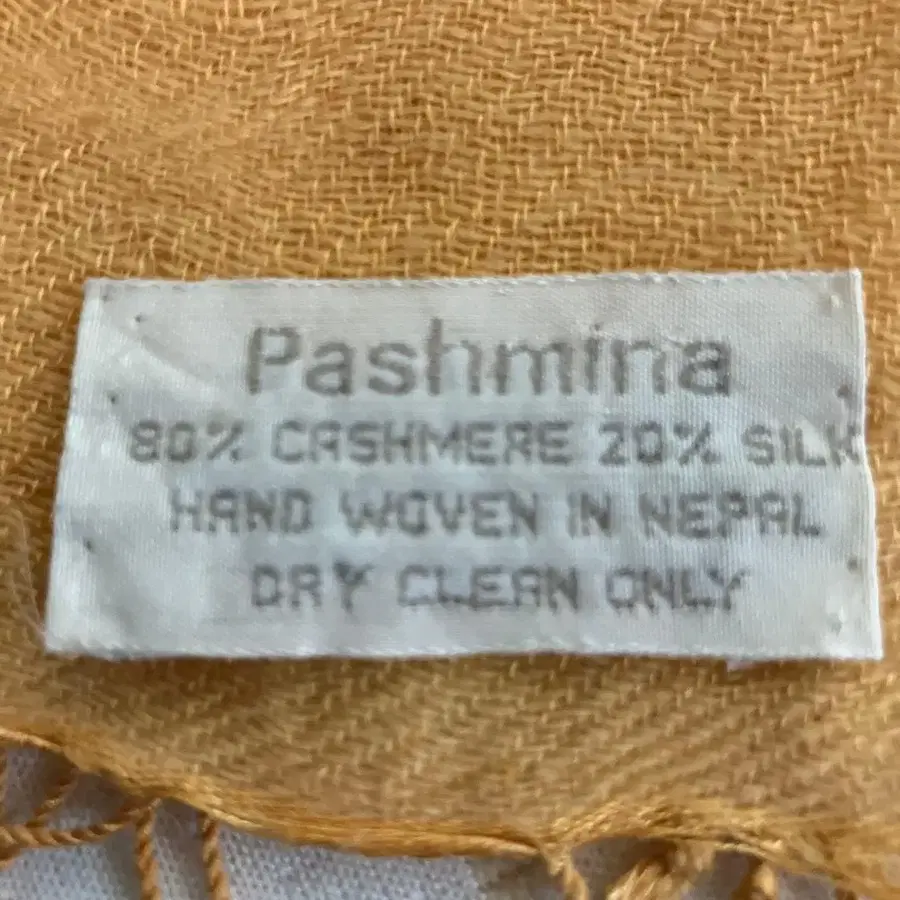 Pashmina
80% CASHMERE 20% SILK
HAND WOVEN IN NEPAL
DRY CLEAN ONLY